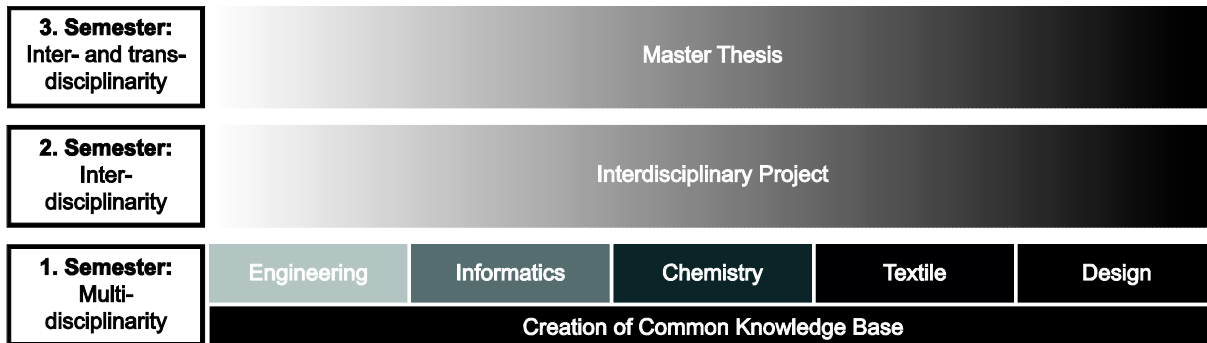 3. Semester:
Inter- and trans-
disciplinarity
Master Thesis
2. Semester:
Inter-
disciplinarity
Interdisciplinary Project
1. Semester:
Multi-
disciplinarity
Engineering
Informatics
Chemistry
Textile
Design
Creation of Common Knowledge Base